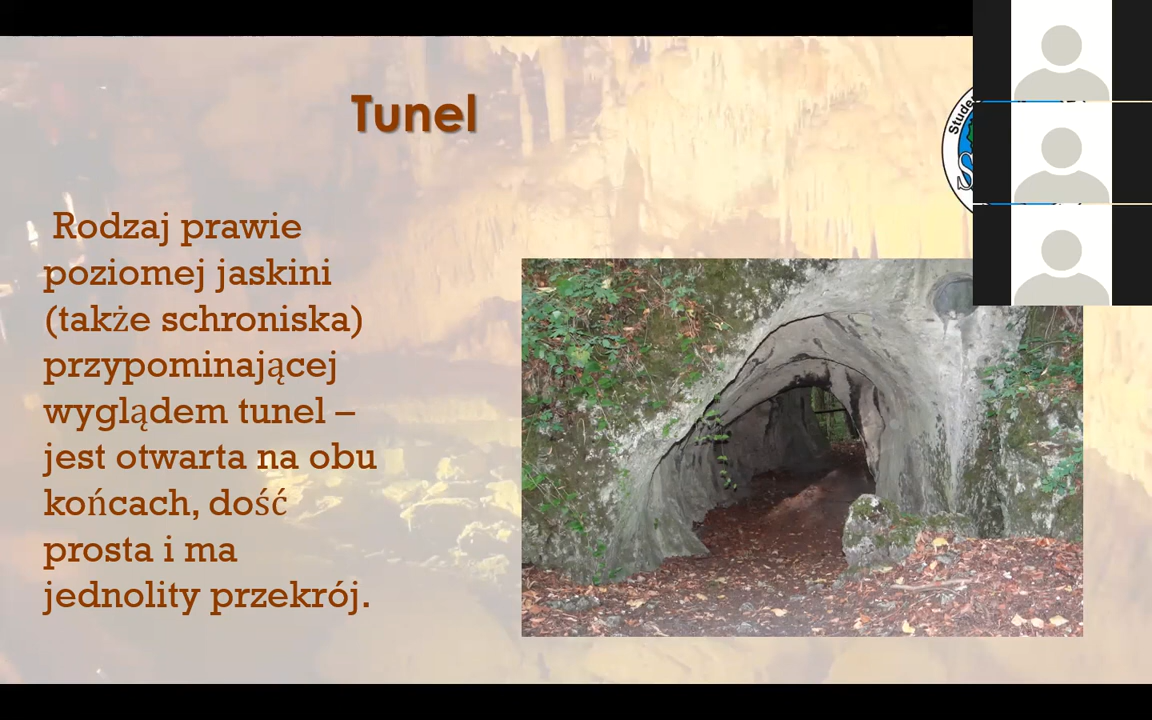 Tunel
Rodzaj prawie
poziomej jaskini
(także schroniska)
przypominającej
wyglądem tunel –
jest otwarta na obu
końcach, dość
prosta i ma
jednolity przekrój.